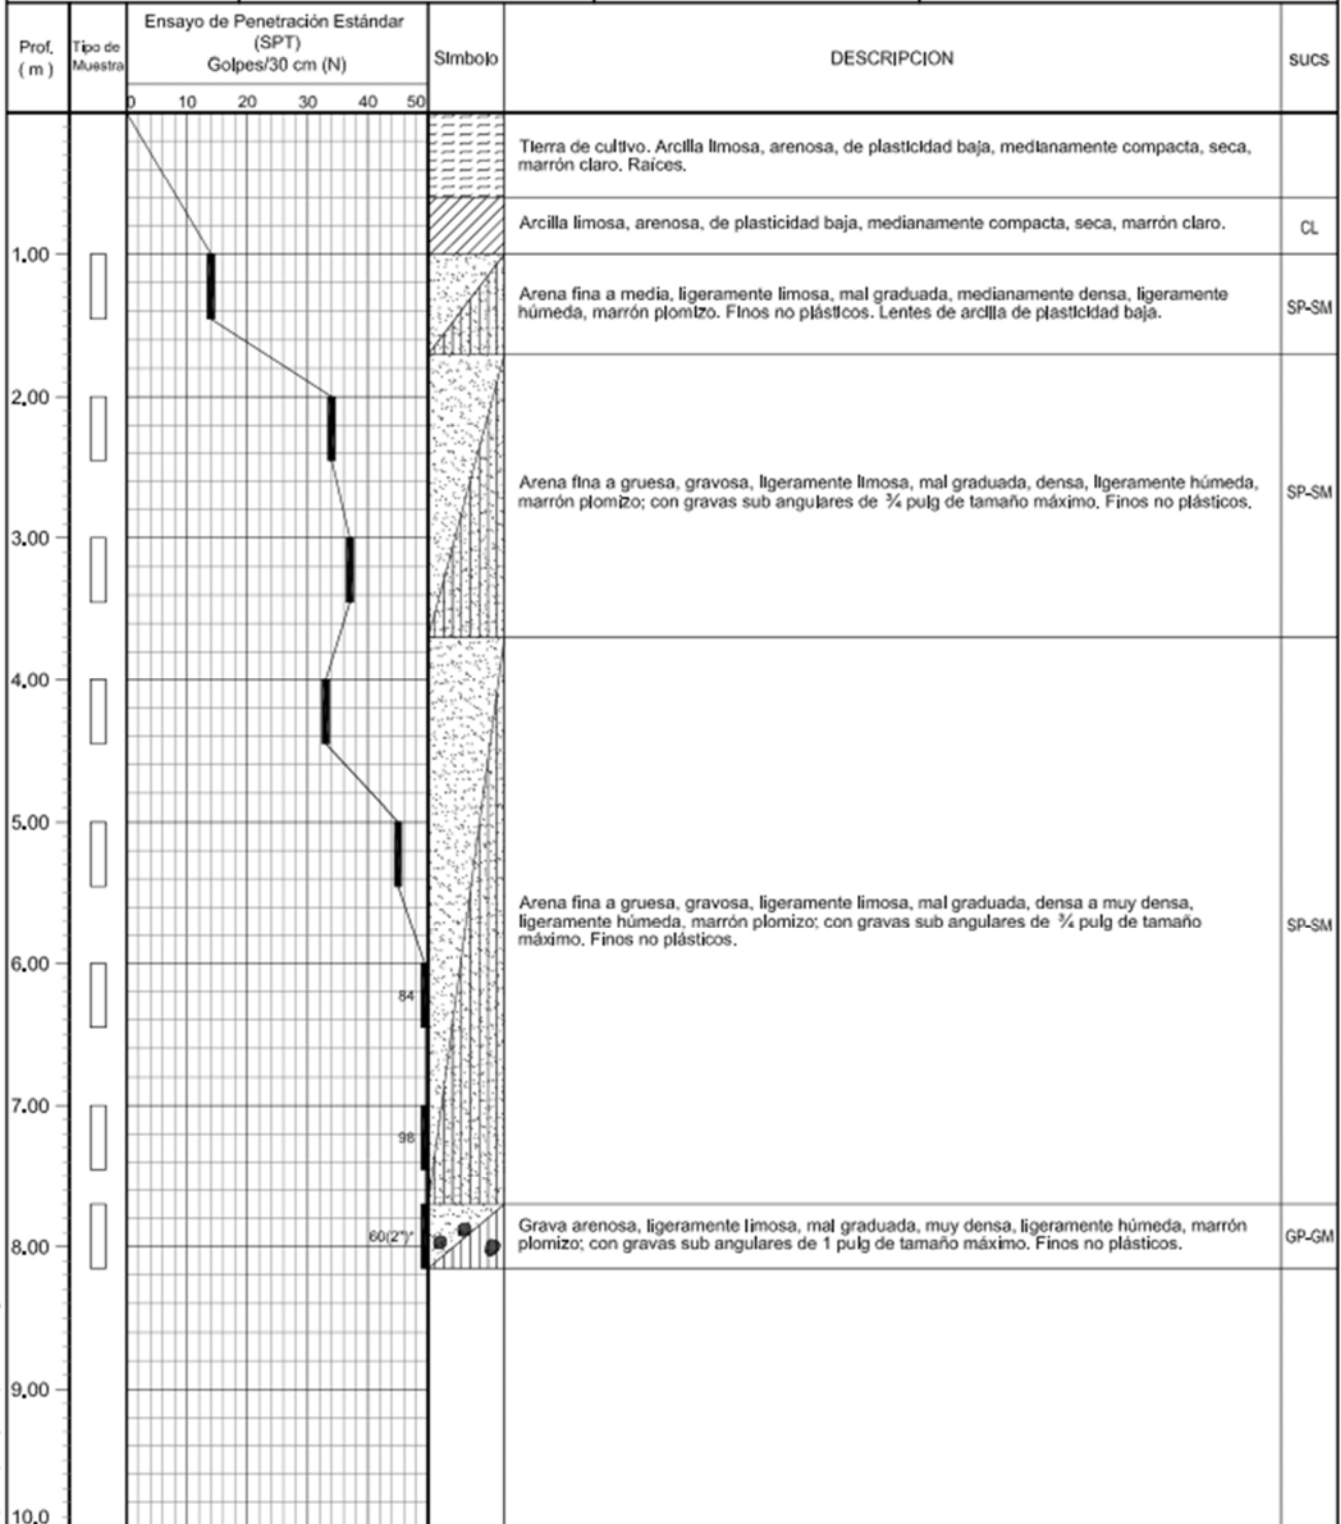 Ensayo de Penetración Estándar
(SPT)
Golpes/30 cm (N)
Prof.
( m )
Tipo de
Muestra
0 10 20 30 40 50
Símbolo
DESCRIPCION
SUCS
Tierra de cultivo. Arcilla limosa, arenosa, de plasticidad baja, medianamente compacta, seca,
marrón claro. Raíces.
Arcilla limosa, arenosa, de plasticidad baja, medianamente compacta, seca, marrón claro.
CL
1.00
Arena fina a media, ligeramente limosa, mal graduada, medianamente densa, ligeramente
húmeda, marrón plomizo. Finos no plásticos. Lentes de arcilla de plasticidad baja.
SP-SM
2.00
Arena fina a gruesa, gravosa, ligeramente limosa, mal graduada, densa, ligeramente húmeda,
marrón plomizo; con gravas sub angulares de ¾ pulg de tamaño máximo. Finos no plásticos.
SP-SM
3.00
4.00
5.00
Arena fina a gruesa, gravosa, ligeramente limosa, mal graduada, densa a muy densa,
ligeramente húmeda, marrón plomizo; con gravas sub angulares de ¾ pulg de tamaño
máximo. Finos no plásticos.
SP-SM
6.00
84
7.00
98
60(2")*
Grava arenosa, ligeramente limosa, mal graduada, muy densa, ligeramente húmeda, marrón
plomizo; con gravas sub angulares de 1 pulg de tamaño máximo. Finos no plásticos.
GP-GM
8.00
9.00
10.0